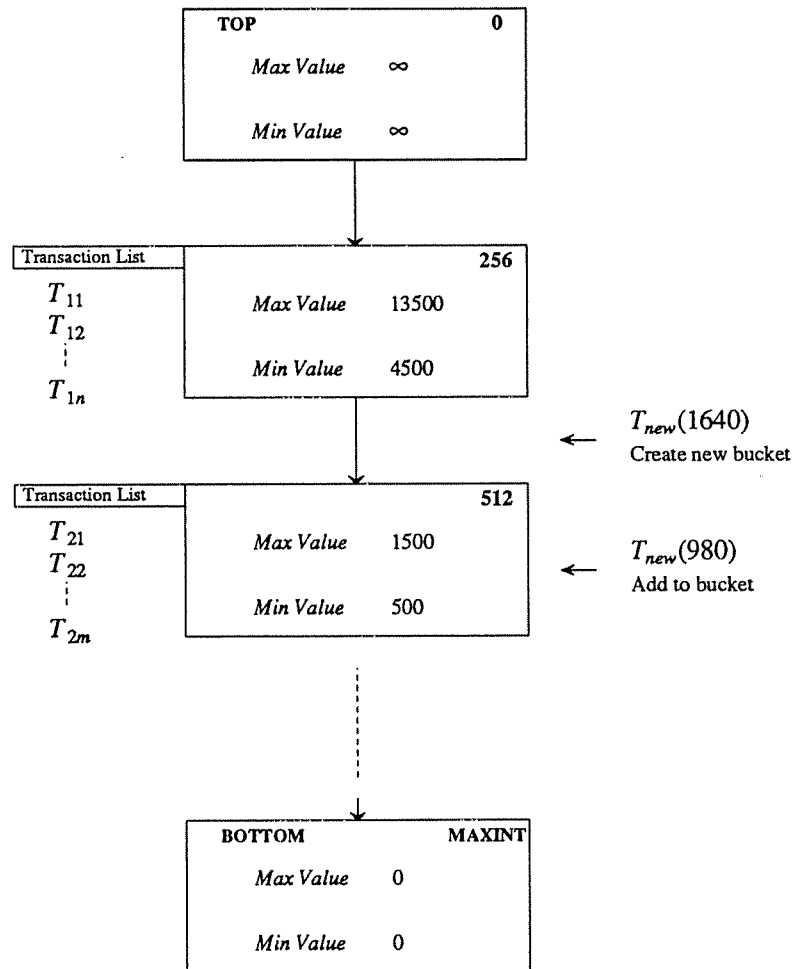 TOP 0
Max Value ∞
Min Value ∞
Transaction List 256
T11
Max Value 13500
T12
Min Value 4500
T1n
Tnew(1640)
Create new bucket
Transaction List 512
T21
Max Value 1500
T22
Min Value 500
T2m
Tnew(980)
Add to bucket
BOTTOM MAXINT
Max Value 0
Min Value 0